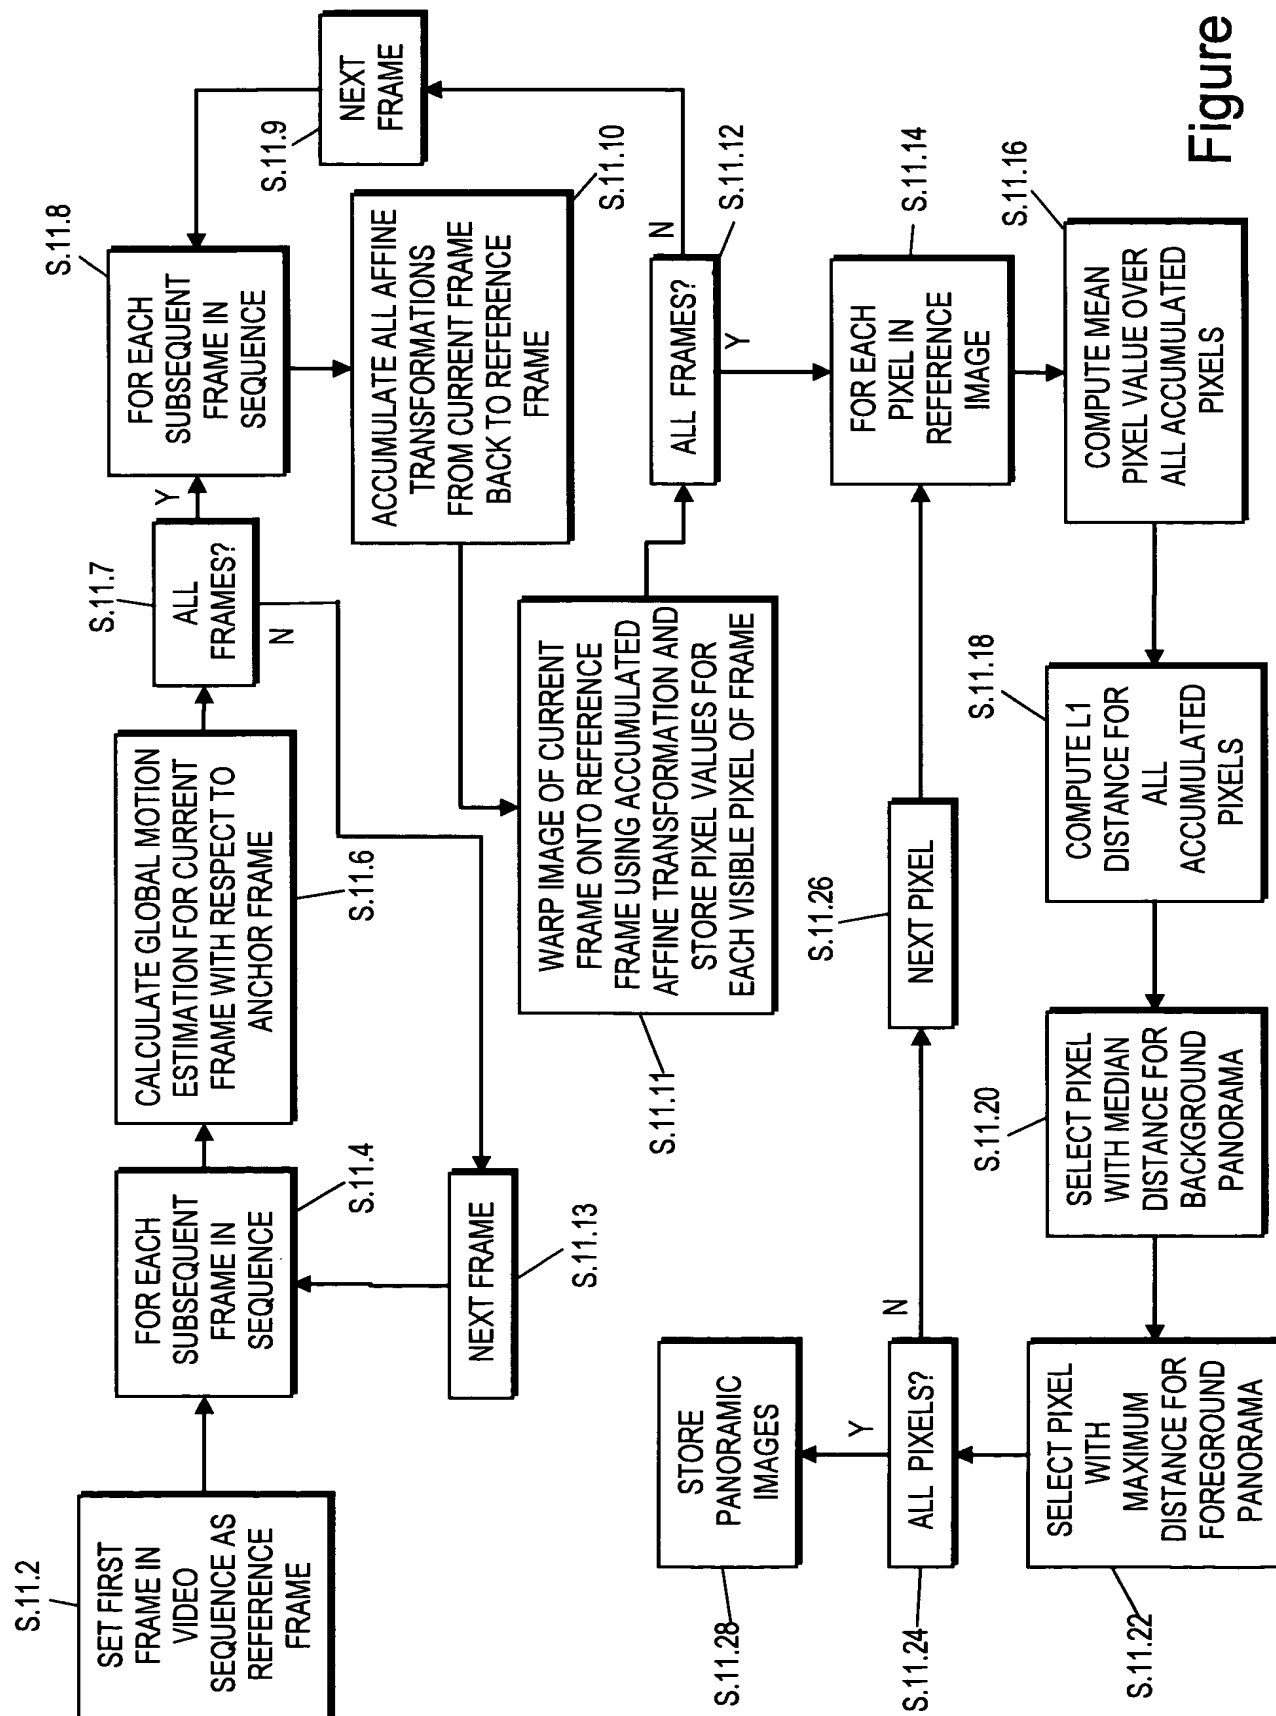 S.11.2
SET FIRST
FRAME IN
VIDEO
SEQUENCE AS
REFERENCE
FRAME
FOR EACH
SUBSEQUENT
FRAME IN
SEQUENCE
S.11.4
CALCULATE GLOBAL MOTION
ESTIMATION FOR CURRENT
FRAME WITH RESPECT TO
ANCHOR FRAME
S.11.6
S.11.7
ALL
FRAMES?
Y
N
NEXT FRAME
S.11.13
S.11.8
FOR EACH
SUBSEQUENT
FRAME IN
SEQUENCE
S.11.9
NEXT
FRAME
ACCUMULATE ALL AFFINE
TRANSFORMATIONS
FROM CURRENT FRAME
BACK TO REFERENCE
FRAME
S.11.10
WARP IMAGE OF CURRENT
FRAME ONTO REFERENCE
FRAME USING ACCUMULATED
AFFINE TRANSFORMATION AND
STORE PIXEL VALUES FOR
EACH VISIBLE PIXEL OF FRAME
S.11.11
ALL FRAMES?
S.11.12
N
Y
FOR EACH
PIXEL IN
REFERENCE
IMAGE
S.11.14
COMPUTE MEAN
PIXEL VALUE OVER
ALL ACCUMULATED
PIXELS
S.11.16
S.11.18
COMPUTE L1
DISTANCE FOR
ALL
ACCUMULATED
PIXELS
S.11.20
SELECT PIXEL
WITH MEDIAN
DISTANCE FOR
BACKGROUND
PANORAMA
SELECT PIXEL
WITH
MAXIMUM
DISTANCE FOR
FOREGROUND
PANORAMA
S.11.22
ALL PIXELS?
S.11.24
N
Y
S.11.26
NEXT PIXEL
STORE
PANORAMIC
IMAGES
S.11.28
Figure